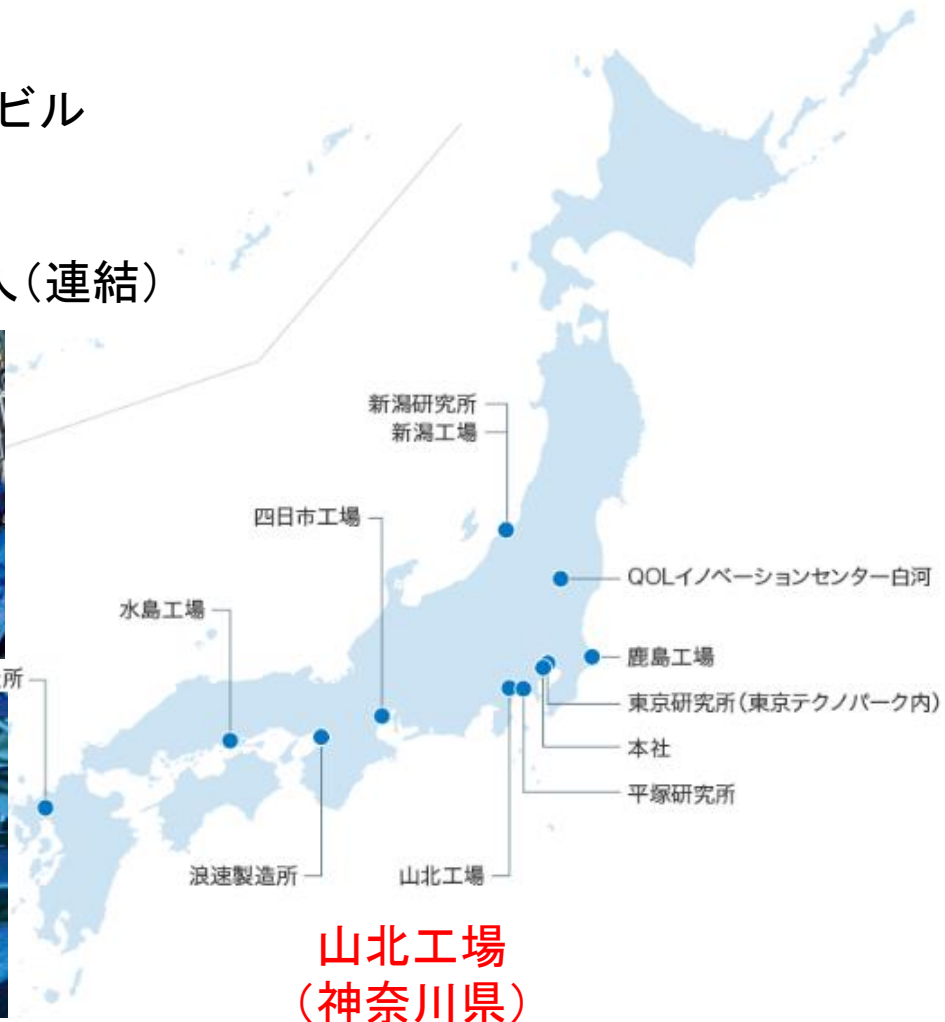 ビル
人（連結）
新潟研究所
新潟工場
四日市工場
QOLイノベーションセンター白河
水島工場
鹿島工場
所
東京研究所（東京テクノパーク内）
本社
平塚研究所
浪速製造所
山北工場
山北工場
（神奈川県）